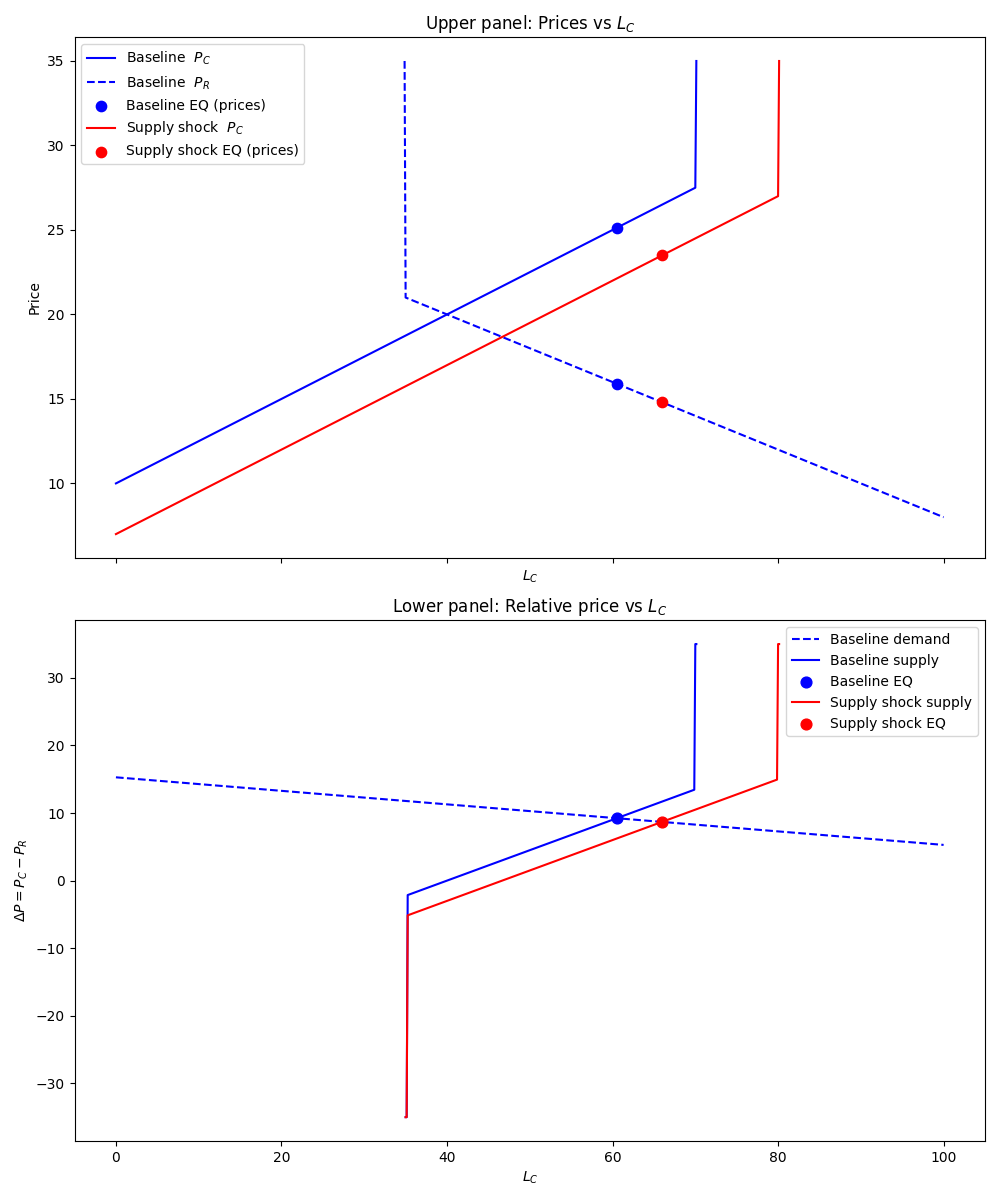 Upper panel: Prices vs $L_C$
Baseline $P_C$
Baseline $P_R$
Baseline EQ (prices)
Supply shock $P_C$
Supply shock EQ (prices)
35
30
25
20
15
10
Price
$L_C$
Lower panel: Relative price vs $L_C$
Baseline demand
Baseline supply
Baseline EQ
Supply shock supply
Supply shock EQ
30
20
10
0
−10
−20
−30
$\Delta P = P_C - P_R$
0 20 40 60 80 100
$L_C$